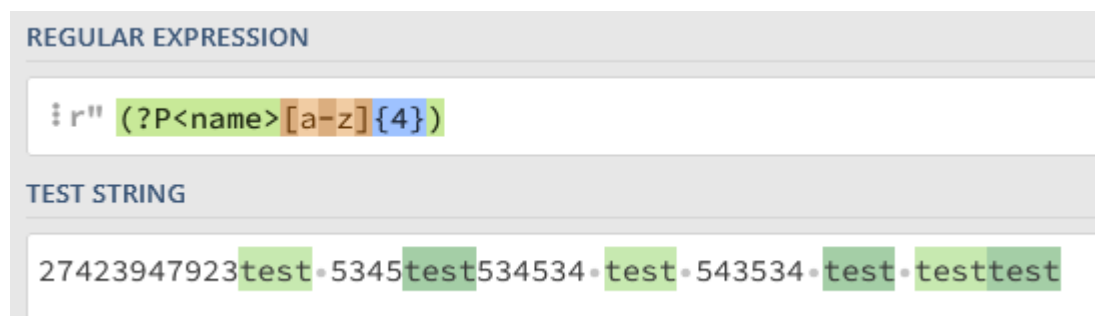 REGULAR EXPRESSION
⋮ r" (?P<name>[a-z]{4})
TEST STRING
27423947923test·5345test534534·test·543534·test·testtest